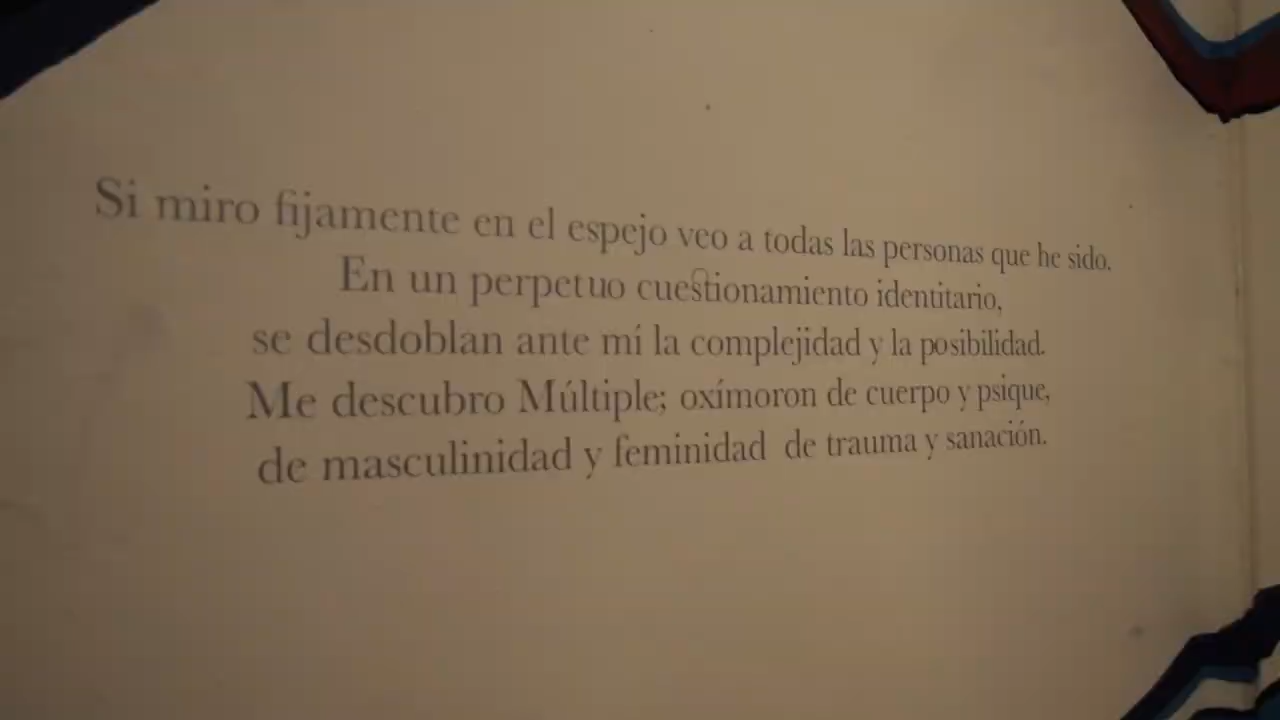 Si miro fijamente en el espejo veo a todas las personas que he sido.
En un perpetuo cuestionamiento identitario,
se desdoblan ante mí la complejidad y la posibilidad.
Me descubro Múltiple; oxímoron de cuerpo y psique,
de masculinidad y feminidad de trauma y sanación.